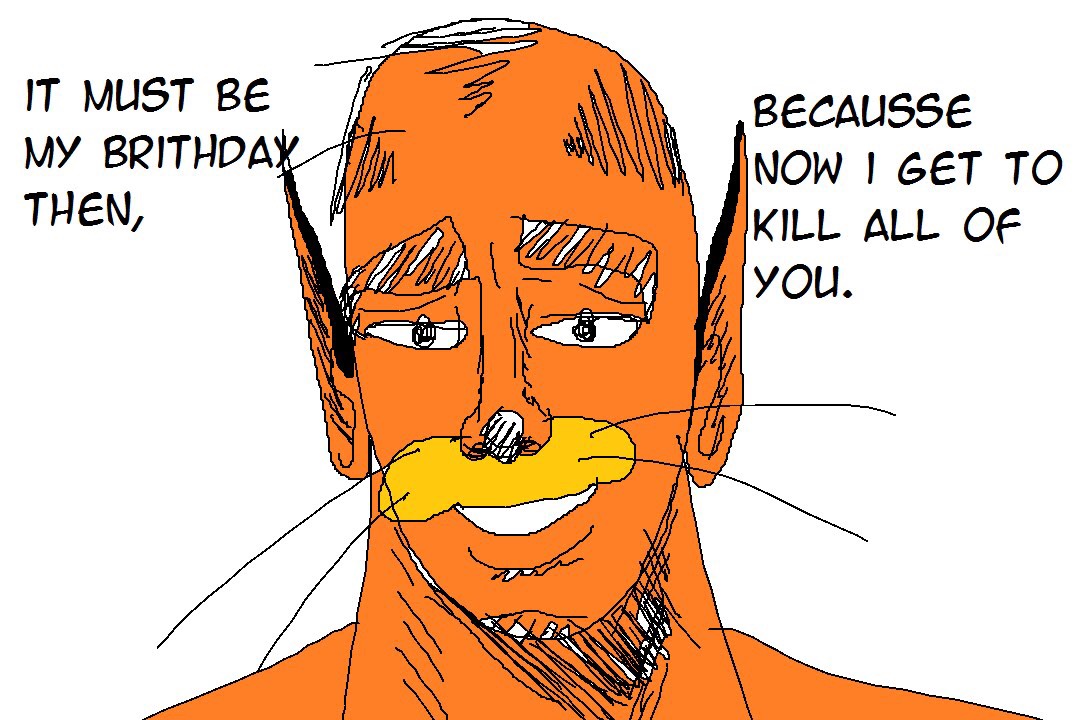 IT MUST BE
MY BRITHDAY
THEN,
BECAUSSE
NOW I GET TO
KILL ALL OF
YOU.